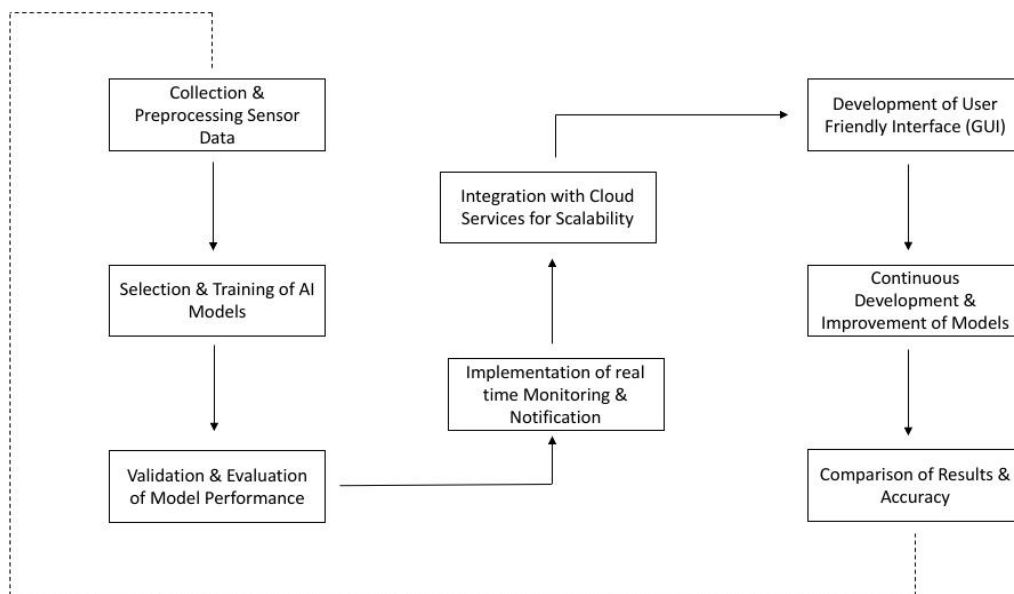 Collection &
Preprocessing Sensor
Data
Selection & Training of AI
Models
Validation & Evaluation
of Model Performance
Implementation of real
time Monitoring &
Notification
Integration with Cloud
Services for Scalability
Development of User
Friendly Interface (GUI)
Continuous
Development &
Improvement of Models
Comparison of Results &
Accuracy